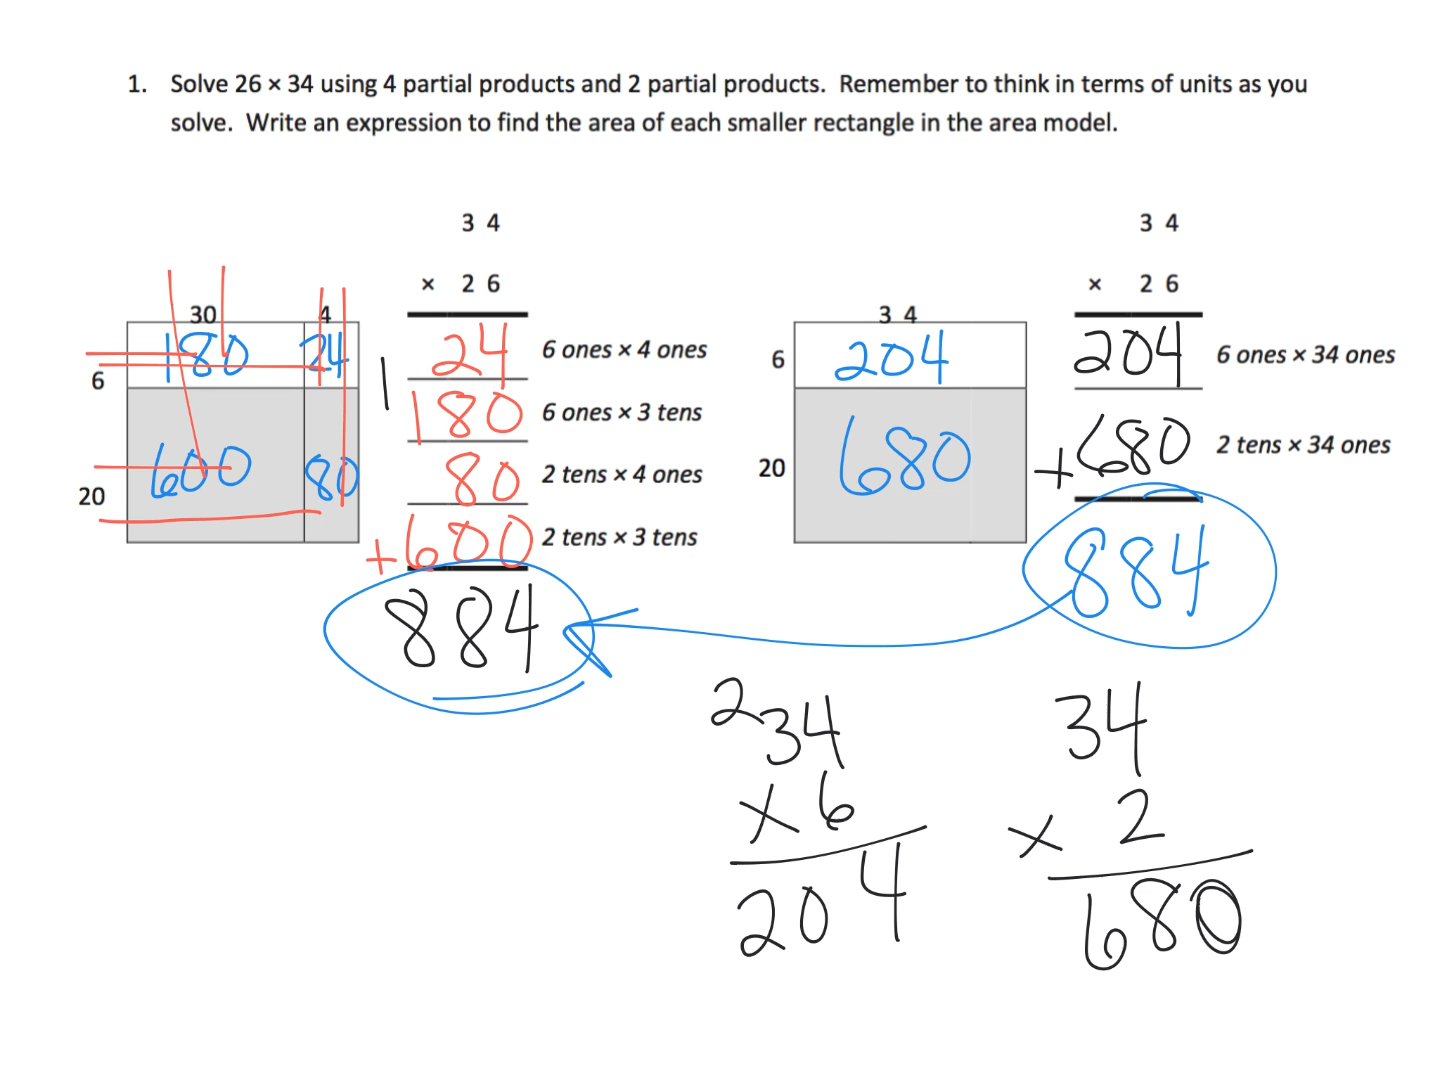 1. Solve 26 × 34 using 4 partial products and 2 partial products. Remember to think in terms of units as you
solve. Write an expression to find the area of each smaller rectangle in the area model.
3 4
× 2 6
30 4
6 180 24
20 600 80
1
24 6 ones × 4 ones
180 6 ones × 3 tens
80 2 tens × 4 ones
+600 2 tens × 3 tens
884
3 4
× 2 6
3 4
6 204
20 680
204 6 ones × 34 ones
+680 2 tens × 34 ones
884
2
34
×6
204
34
× 2
680